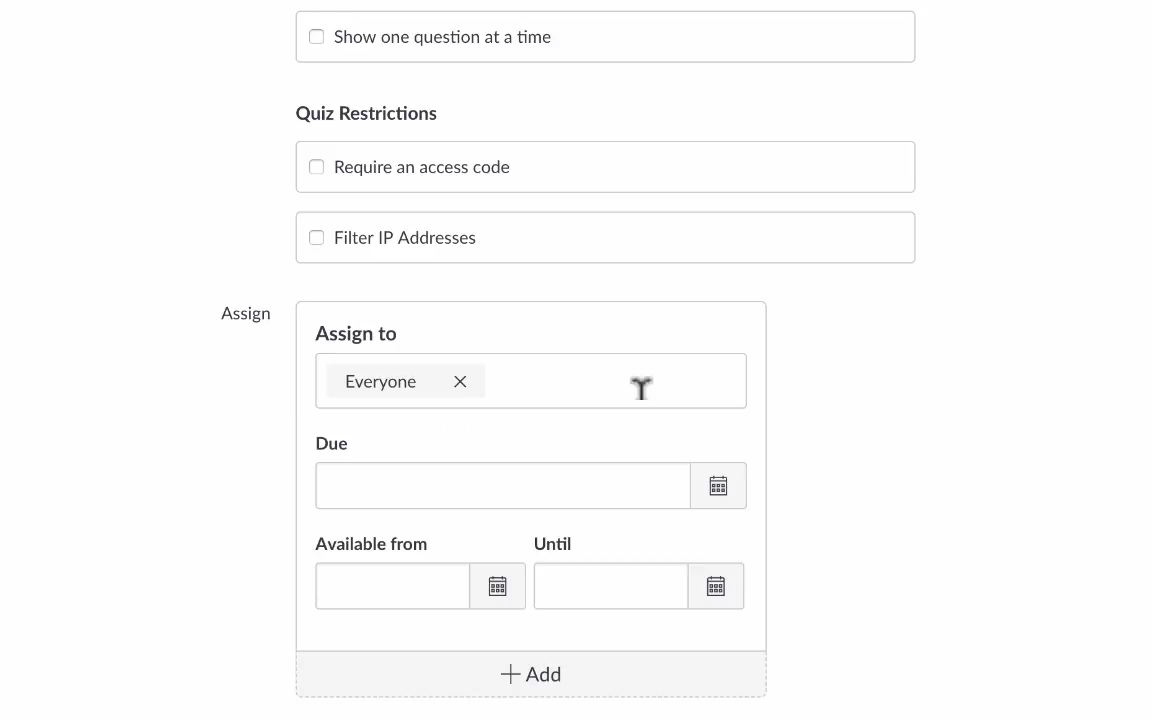 Show one question at a time
Quiz Restrictions
Require an access code
Filter IP Addresses
Assign
Assign to
Everyone
Due
Available from
Until
Add